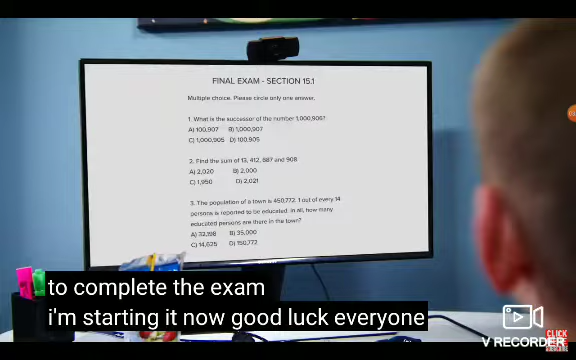 FINAL EXAM - SECTION 15.1
Multiple choice. Please circle only one answer.
1. What is the successor of the number 1,000,906?
A) 100,907 B) 1,000,907
C) 1,000,905 D) 100,905
2. Find the sum of 13, 412, 687 and 908
A) 2,020 B) 2,000
C) 1,950 D) 2,021
3. The population of a town is 450,772. 1 out of every 14
persons is reported to be educated. In all, how many
educated persons are there in the town?
A) 32,198 B) 35,000
C) 14,625 D) 150,772
to complete the exam
i'm starting it now good luck everyone
CLICK
V RECORDER